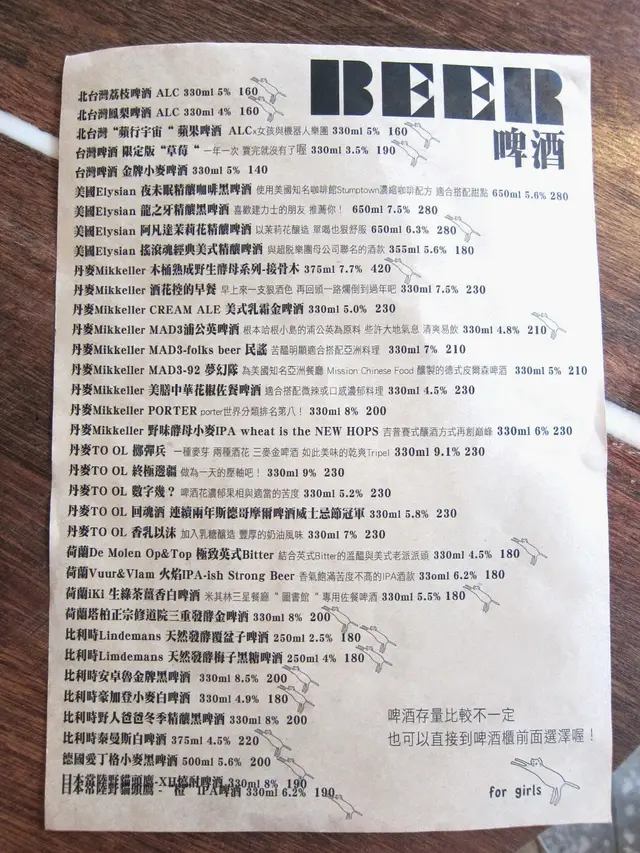 BEER
啤酒
北台灣荔枝啤酒 ALC 330ml 5% 160
北台灣鳳梨啤酒 ALC 330ml 4% 160
北台灣“蘋行宇宙“蘋果啤酒 ALCx女孩與機器人樂團 330ml 5% 160
台灣啤酒 限定版“草莓“ 一年一次 賣完就沒有了喔 330ml 3.5% 190
台灣啤酒 金牌小麥啤酒 330ml 5% 140
美國Elysian 夜未眠精釀咖啡黑啤酒 使用美國知名咖啡館Stumptown濃縮咖啡配方 適合搭配甜點 650ml 5.6% 280
美國Elysian 龍之牙精釀黑啤酒 喜歡建力士的朋友 推薦你！ 650ml 7.5% 280
美國Elysian 阿凡達茉莉花精釀啤酒 以茉莉花釀造 單喝也很舒服 650ml 6.3% 280
美國Elysian 搖滾魂經典美式精釀啤酒 與超脫樂團母公司聯名的酒款 355ml 5.6% 180
丹麥Mikkeller 木桶熟成野生酵母系列-接骨木 375ml 7.7% 420
丹麥Mikkeller 酒花控的早餐 早上來一支狠酒色 再回頭一路爛倒到過年吧 330ml 7.5% 230
丹麥Mikkeller CREAM ALE 美式乳霜金啤酒 330ml 5.0% 230
丹麥Mikkeller MAD3浦公英啤酒 根本哈根小島的浦公英為原料 些許大地氣息 清爽易飲 330ml 4.8% 210
丹麥Mikkeller MAD3-folks beer 民謠 苦醞明顯適合搭配亞洲料理 330ml 7% 210
丹麥Mikkeller MAD3-92 夢幻隊 為美國知名亞洲餐廳 Mission Chinese Food 釀製的德式皮爾森啤酒 330ml 5% 210
丹麥Mikkeller 美膳中華花椒佐餐啤酒 適合搭配微辣或口感濃郁料理 330ml 4.5% 230
丹麥Mikkeller PORTER porter世界分類排名第八！ 330ml 8% 200
丹麥Mikkeller 野味酵母小麥IPA wheat is the NEW HOPS 吉普賽式釀酒方式再創巔峰 330ml 6% 230
丹麥TO OL 擲彈兵 一種麥芽 兩種酒花 三麥金啤酒 如此美味的乾爽Tripel 330ml 9.1% 230
丹麥TO OL 終極邊疆 做為一天的壓軸吧！ 330ml 9% 230
丹麥TO OL 數字幾？ 啤酒花濃郁果相與適當的苦度 330ml 5.2% 230
丹麥TO OL 回魂酒 連續兩年斯德哥摩爾啤酒威士忌節冠軍 330ml 5.8% 230
丹麥TO OL 香乳以沫 加入乳糖釀造 豐厚的奶油風味 330ml 7% 230
荷蘭De Molen Op&Top 極致英式Bitter 結合英式Bitter的溫醞與美式老派派頭 330ml 4.5% 180
荷蘭Vuur&Vlam 火焰IPA-ish Strong Beer 香氣飽滿苦度不高的IPA酒款 33oml 6.2% 180
荷蘭iKi 生綠茶薑香白啤酒 米其林三星餐廳“圖書館“專用佐餐啤酒 330ml 5.5% 180
荷蘭塔柏正宗修道院三重發酵金啤酒 330ml 8% 200
比利時Lindemans 天然發酵覆盆子啤酒 250ml 2.5% 180
比利時Limdemans 天然發酵梅子黑糖啤酒 250ml 4% 180
比利時安卓魯金牌黑啤酒 330ml 8.5% 200
比利時豪加登小麥白啤酒 330ml 4.9% 180
比利時野人爸爸冬季精釀黑啤酒 330ml 8% 200
比利時泰曼斯白啤酒 375ml 4.5% 220
德國愛丁格小麥黑啤酒 500ml 5.6% 200
日本常陸野貓頭鷹-XH燒酎啤酒 330ml 8% 190
橙 IPA啤酒 330ml 6.2% 190
啤酒存量比較不一定
也可以直接到啤酒櫃前面選澤喔！
for girls